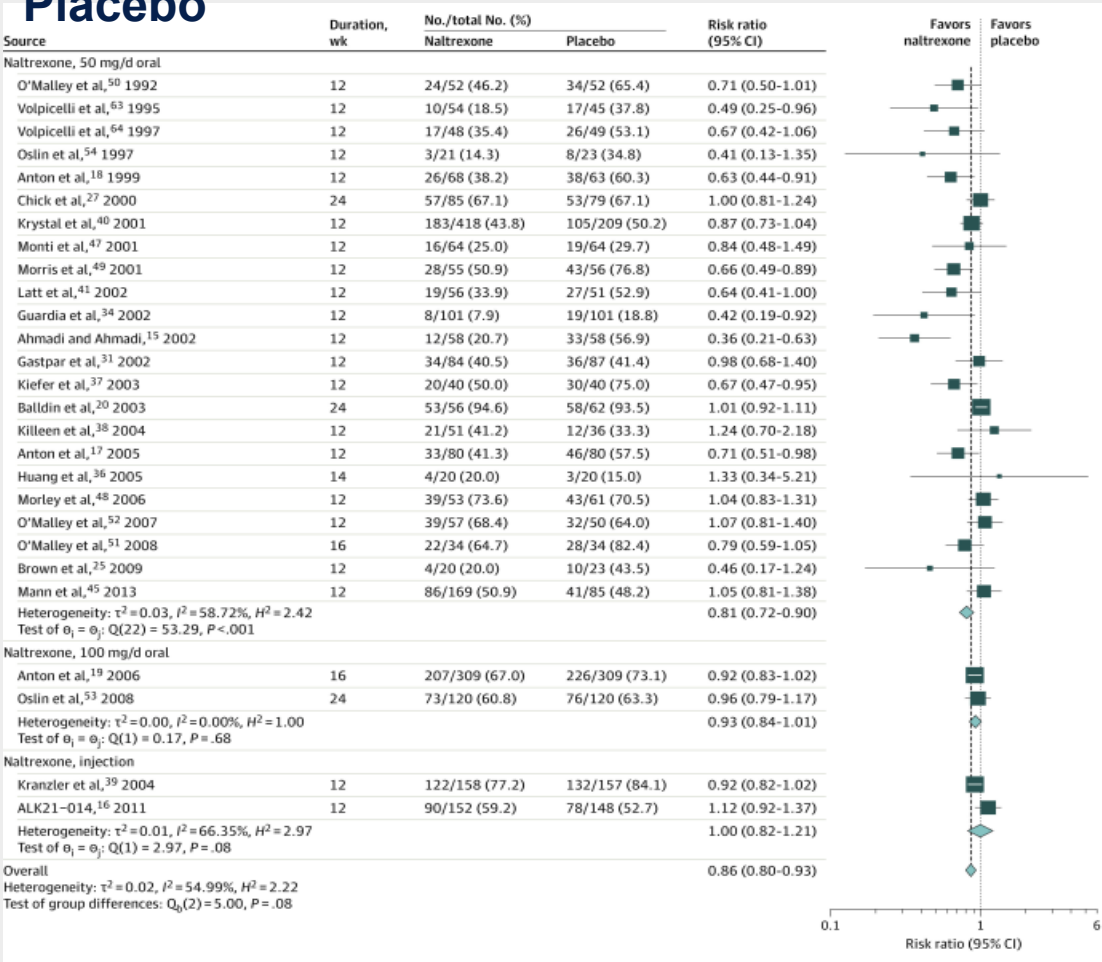 Placebo
Source Duration, wk No./total No. (%) Naltrexone Placebo Risk ratio (95% CI) Favors naltrexone Favors placebo
Naltrexone, 50 mg/d oral
O'Malley et al,50 1992 12 24/52 (46.2) 34/52 (65.4) 0.71 (0.50-1.01)
Volpicelli et al,63 1995 12 10/54 (18.5) 17/45 (37.8) 0.49 (0.25-0.96)
Volpicelli et al,64 1997 12 17/48 (35.4) 26/49 (53.1) 0.67 (0.42-1.06)
Oslin et al,54 1997 12 3/21 (14.3) 8/23 (34.8) 0.41 (0.13-1.35)
Anton et al,18 1999 12 26/68 (38.2) 38/63 (60.3) 0.63 (0.44-0.91)
Chick et al,27 2000 24 57/85 (67.1) 53/79 (67.1) 1.00 (0.81-1.24)
Krystal et al,40 2001 12 183/418 (43.8) 105/209 (50.2) 0.87 (0.73-1.04)
Monti et al,47 2001 12 16/64 (25.0) 19/64 (29.7) 0.84 (0.48-1.49)
Morris et al,49 2001 12 28/55 (50.9) 43/56 (76.8) 0.66 (0.49-0.89)
Latt et al,41 2002 12 19/56 (33.9) 27/51 (52.9) 0.64 (0.41-1.00)
Guardia et al,34 2002 12 8/101 (7.9) 19/101 (18.8) 0.42 (0.19-0.92)
Ahmadi and Ahmadi,15 2002 12 12/58 (20.7) 33/58 (56.9) 0.36 (0.21-0.63)
Gastpar et al,31 2002 12 34/84 (40.5) 36/87 (41.4) 0.98 (0.68-1.40)
Kiefer et al,37 2003 12 20/40 (50.0) 30/40 (75.0) 0.67 (0.47-0.95)
Balldin et al,20 2003 24 53/56 (94.6) 58/62 (93.5) 1.01 (0.92-1.11)
Killeen et al,38 2004 12 21/51 (41.2) 12/36 (33.3) 1.24 (0.70-2.18)
Anton et al,17 2005 12 33/80 (41.3) 46/80 (57.5) 0.71 (0.51-0.98)
Huang et al,36 2005 14 4/20 (20.0) 3/20 (15.0) 1.33 (0.34-5.21)
Morley et al,48 2006 12 39/53 (73.6) 43/61 (70.5) 1.04 (0.83-1.31)
O'Malley et al,52 2007 12 39/57 (68.4) 32/50 (64.0) 1.07 (0.81-1.40)
O'Malley et al,51 2008 16 22/34 (64.7) 28/34 (82.4) 0.79 (0.59-1.05)
Brown et al,25 2009 12 4/20 (20.0) 10/23 (43.5) 0.46 (0.17-1.24)
Mann et al,45 2013 12 86/169 (50.9) 41/85 (48.2) 1.05 (0.81-1.38)
Heterogeneity: τ²=0.03, I²=58.72%, H²=2.42 0.81 (0.72-0.90)
Test of θi = θj: Q(22) = 53.29, P<.001
Naltrexone, 100 mg/d oral
Anton et al,19 2006 16 207/309 (67.0) 226/309 (73.1) 0.92 (0.83-1.02)
Oslin et al,53 2008 24 73/120 (60.8) 76/120 (63.3) 0.96 (0.79-1.17)
Heterogeneity: τ²=0.00, I²=0.00%, H²=1.00 0.93 (0.84-1.01)
Test of θi = θj: Q(1) = 0.17, P=.68
Naltrexone, injection
Kranzler et al,39 2004 12 122/158 (77.2) 132/157 (84.1) 0.92 (0.82-1.02)
ALK21-014,16 2011 12 90/152 (59.2) 78/148 (52.7) 1.12 (0.92-1.37)
Heterogeneity: τ²=0.01, I²=66.35%, H²=2.97 1.00 (0.82-1.21)
Test of θi = θj: Q(1) = 2.97, P=.08
Overall 0.86 (0.80-0.93)
Heterogeneity: τ²=0.02, I²=54.99%, H²=2.22
Test of group differences: Qb(2)=5.00, P=.08
0.1 1 6
Risk ratio (95% CI)